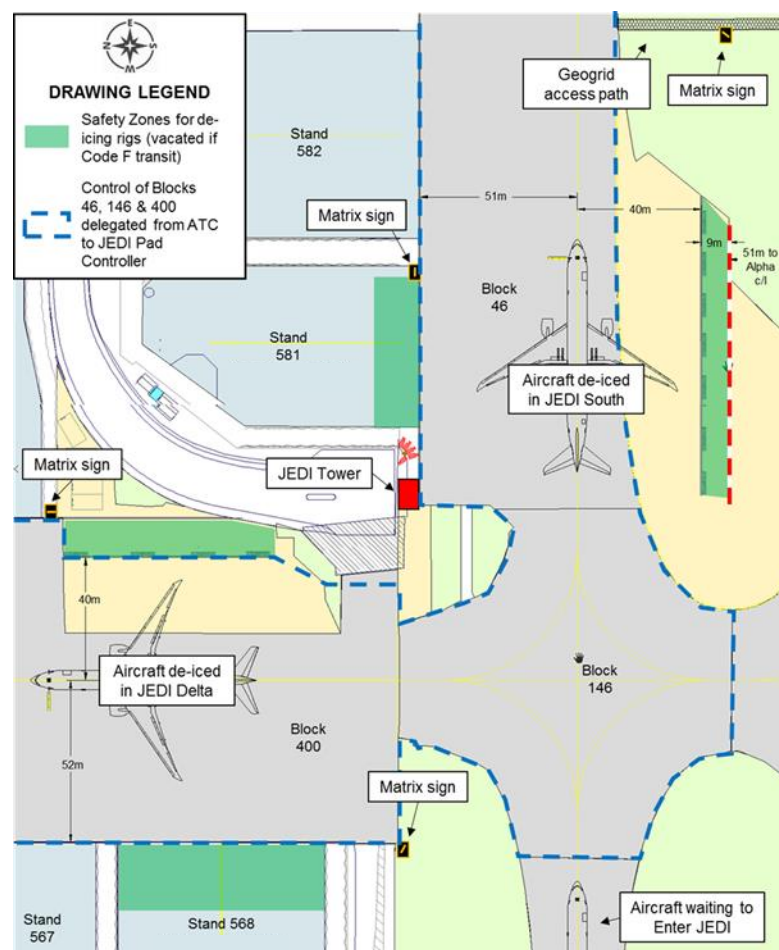 E
N
S
W
DRAWING LEGEND
Safety Zones for de-
icing rigs (vacated if
Code F transit)
Control of Blocks
46, 146 & 400
delegated from ATC
to JEDI Pad
Controller
Stand
582
Geogrid
access path
Matrix sign
Matrix sign
51m
40m
9m
51m to
Alpha
c/l
Block
46
Stand
581
Aircraft de-iced
in JEDI South
Matrix sign
JEDI Tower
40m
Aircraft de-iced
in JEDI Delta
Block
146
Block
400
52m
Matrix sign
Stand
567
Stand 568
Aircraft waiting to
Enter JEDI